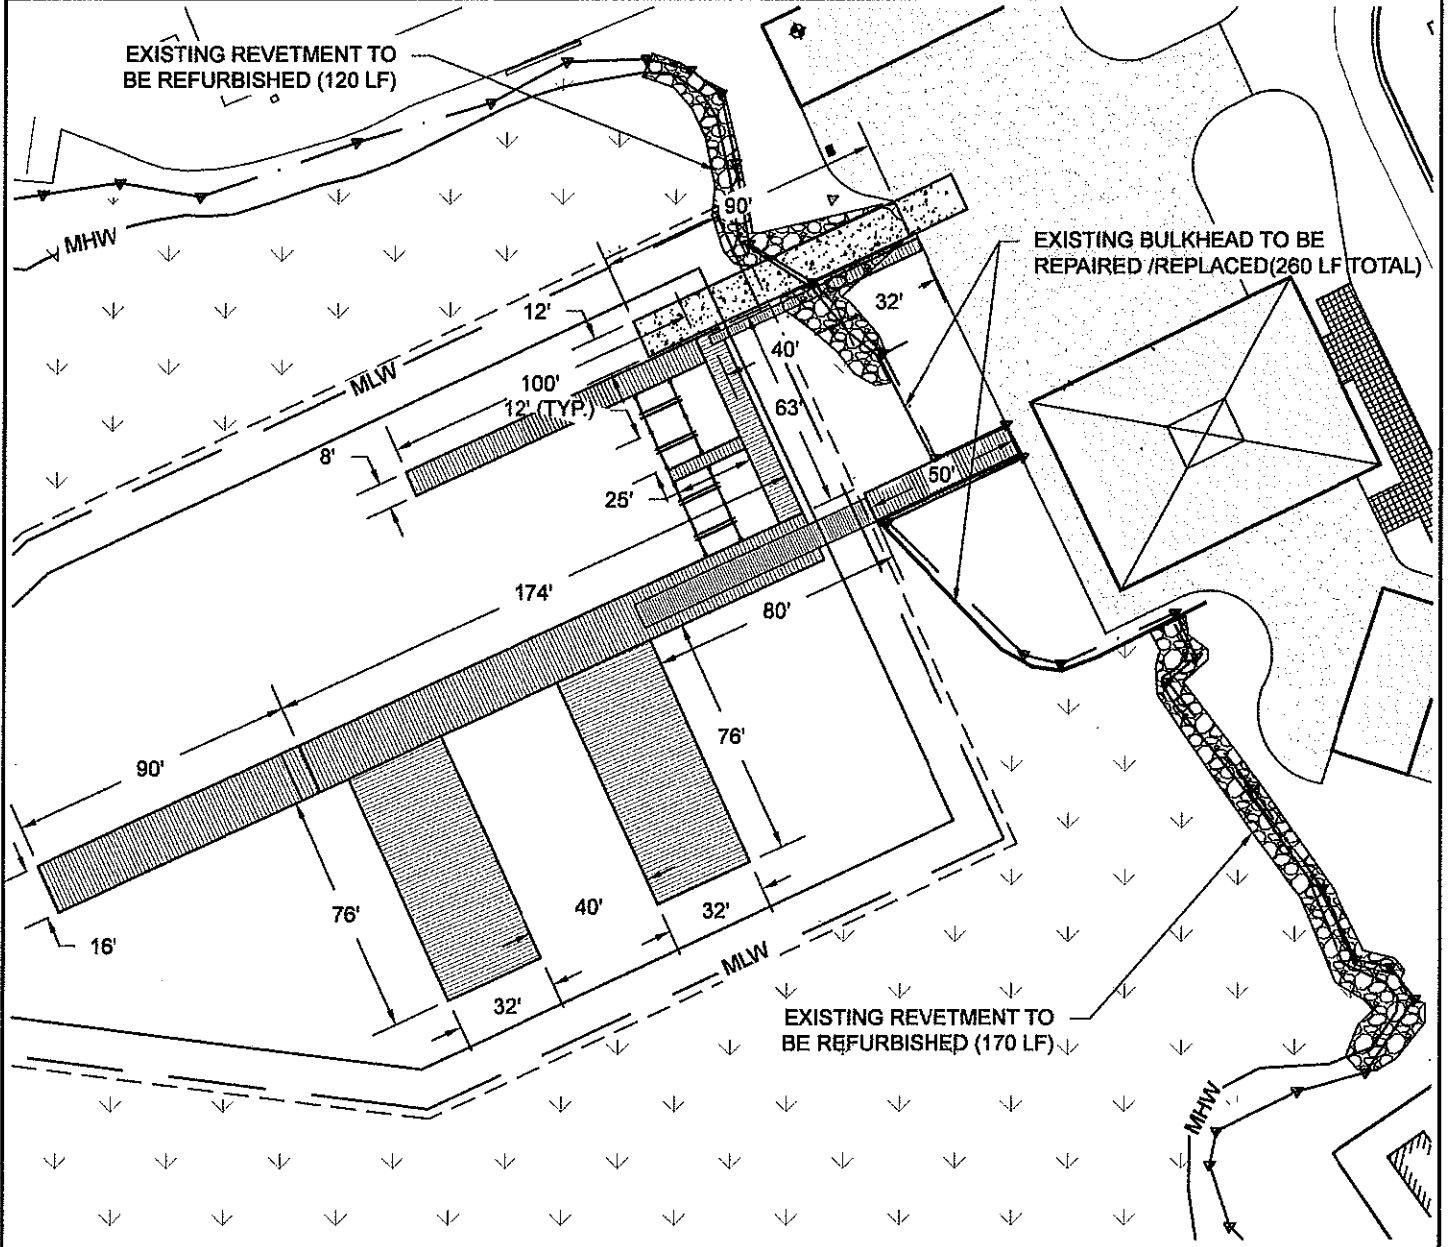 EXISTING REVETMENT TO
BE REFURBISHED (120 LF)
90'
MHW
EXISTING BULKHEAD TO BE
REPAIRED /REPLACED(260 LF TOTAL)
12'
32'
40'
MLW
100'
12' (TYP.)
63'
8'
50'
25'
174'
80'
76'
90'
76'
40'
32'
16'
MLW
32'
EXISTING REVETMENT TO
BE REFURBISHED (170 LF)
MHW